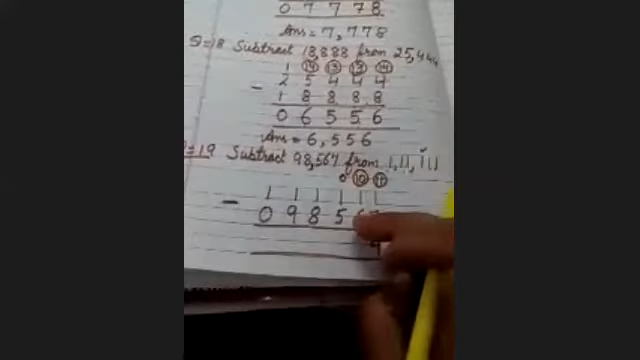 0 7 7 7 8
Ans = 7,778
Q=18 Subtract 18,888 from 25,444
1 14 13 13 14
2 5 4 4 4
- 1 8 8 8 8
0 6 5 5 6
Ans = 6,556
19 Subtract 98,567 from 1,11,111
0 10 11
1 1 1 1 1 1
- 0 9 8 5 6